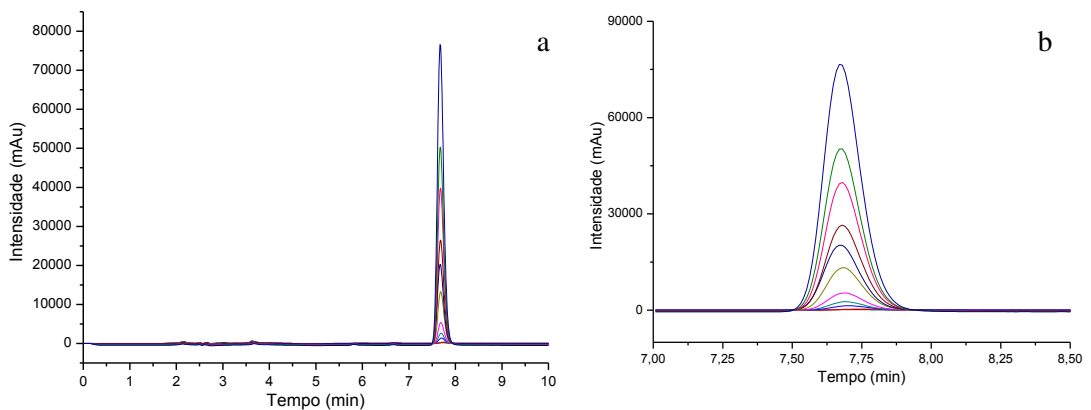 a
Intensidade (mAu)
80000
70000
60000
50000
40000
30000
20000
10000
0
0 1 2 3 4 5 6 7 8 9 10
Tempo (min)
b
Intensidade (mAu)
90000
60000
30000
0
7,00 7,25 7,50 7,75 8,00 8,25 8,50
Tempo (min)